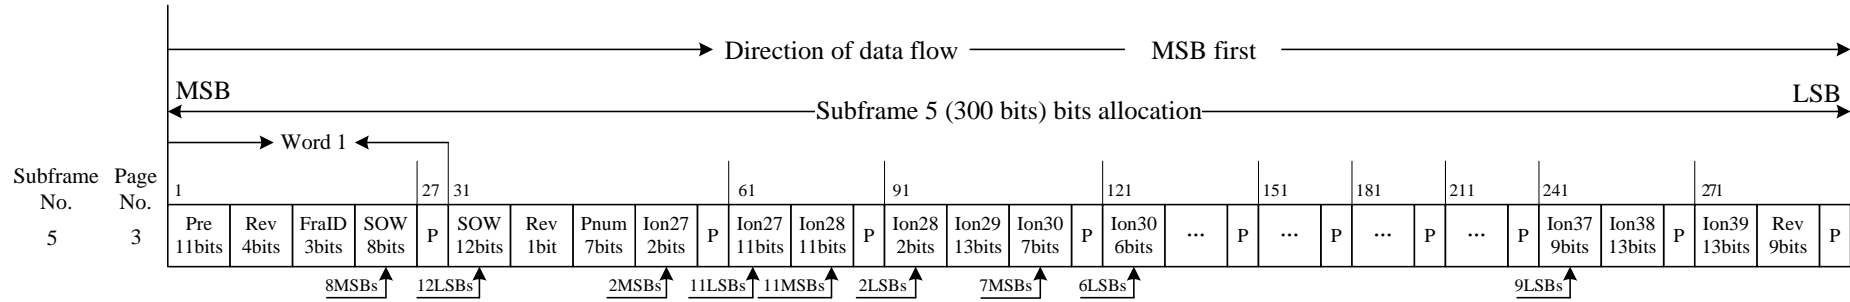 Direction of data flow MSB first
MSB LSB
Subframe 5 (300 bits) bits allocation
Word 1
Subframe Page
No. No.
1 27 31 61 91 121 151 181 211 241 271
Pre Rev FraID SOW P SOW Rev Pnum Ion27 P Ion27 Ion28 P Ion28 Ion29 Ion30 P Ion30 ... P ... P ... P ... P Ion37 Ion38 P Ion39 Rev P
5 3 11bits 4bits 3bits 8bits 12bits 1bit 7bits 2bits 11bits 11bits 2bits 13bits 7bits 6bits 9bits 13bits 13bits 9bits
8MSBs 12LSBs 2MSBs 11LSBs 11MSBs 2LSBs 7MSBs 6LSBs 9LSBs